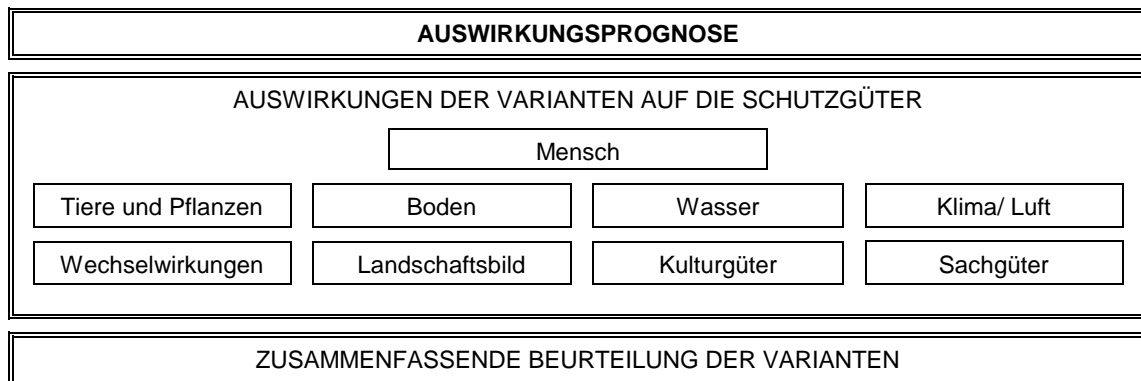 AUSWIRKUNGSPROGNOSE
AUSWIRKUNGEN DER VARIANTEN AUF DIE SCHUTZGÜTER
Mensch
Tiere und Pflanzen Boden Wasser Klima/ Luft
Wechselwirkungen Landschaftsbild Kulturgüter Sachgüter
ZUSAMMENFASSENDE BEURTEILUNG DER VARIANTEN